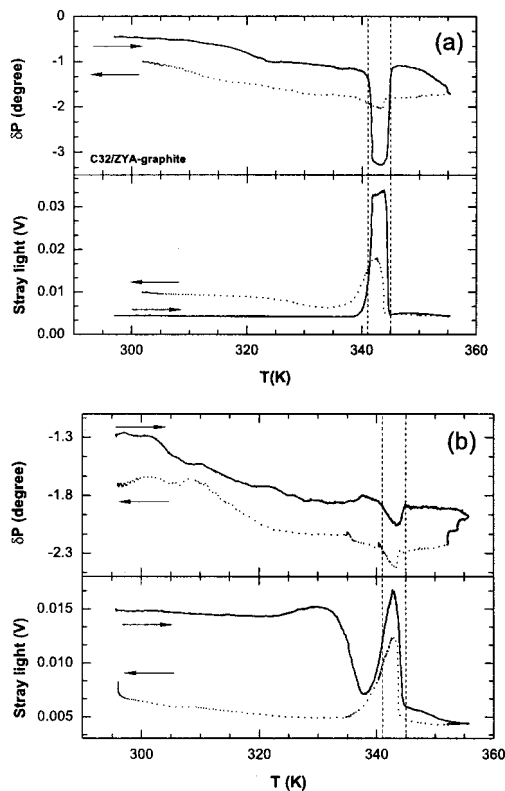 (a)
-1
-2
-3
δP (degree)
C32/ZYA-graphite
0.03
0.02
0.01
0.00
Stray light (V)
300 320 340 360
T(K)
(b)
-1.3
-1.8
-2.3
δP (degree)
0.015
0.010
0.005
Stray light (V)
300 320 340 360
T (K)